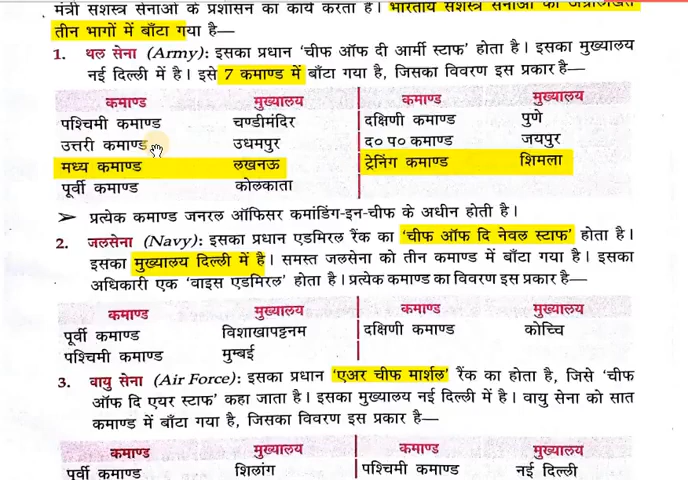 मंत्री सशस्त्र सेनाओं के प्रशासन का कार्य करता है। भारतीय सशस्त्र सेनाओं को
तीन भागों में बाँटा गया है—
1. थल सेना (Army): इसका प्रधान 'चीफ ऑफ दी आर्मी स्टाफ' होता है। इसका मुख्यालय
नई दिल्ली में है। इसे 7 कमाण्ड में बाँटा गया है, जिसका विवरण इस प्रकार है—
कमाण्ड मुख्यालय कमाण्ड मुख्यालय
पश्चिमी कमाण्ड चण्डीमंदिर दक्षिणी कमाण्ड पुणे
उत्तरी कमाण्ड उधमपुर द० प० कमाण्ड जयपुर
मध्य कमाण्ड लखनऊ ट्रेनिंग कमाण्ड शिमला
पूर्वी कमाण्ड कोलकाता
➢ प्रत्येक कमाण्ड जनरल ऑफिसर कमांडिंग-इन-चीफ के अधीन होती है।
2. जलसेना (Navy): इसका प्रधान एडमिरल रैंक का 'चीफ ऑफ दि नेवल स्टाफ' होता है।
इसका मुख्यालय दिल्ली में है। समस्त जलसेना को तीन कमाण्ड में बाँटा गया है। इसका
अधिकारी एक 'वाइस एडमिरल' होता है। प्रत्येक कमाण्ड का विवरण इस प्रकार है—
कमाण्ड मुख्यालय कमाण्ड मुख्यालय
पूर्वी कमाण्ड विशाखापट्टनम दक्षिणी कमाण्ड कोच्चि
पश्चिमी कमाण्ड मुम्बई
3. वायु सेना (Air Force): इसका प्रधान 'एअर चीफ मार्शल' रैंक का होता है, जिसे 'चीफ
ऑफ दि एयर स्टाफ' कहा जाता है। इसका मुख्यालय नई दिल्ली में है। वायु सेना को सात
कमाण्ड में बाँटा गया है, जिसका विवरण इस प्रकार है—
कमाण्ड मुख्यालय कमाण्ड मुख्यालय
पूर्वी कमाण्ड शिलांग पश्चिमी कमाण्ड नई दिल्ली